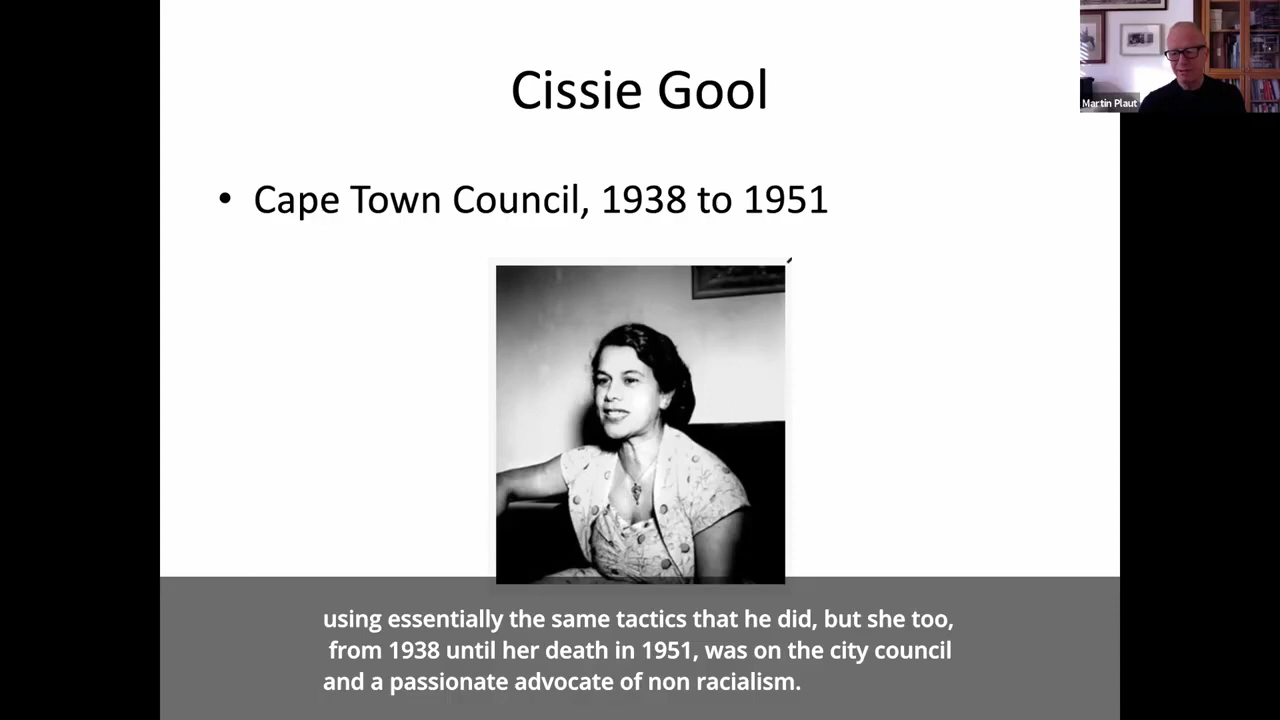 Cissie Gool
Martin Plaut
• Cape Town Council, 1938 to 1951
using essentially the same tactics that he did, but she too,
from 1938 until her death in 1951, was on the city council
and a passionate advocate of non racialism.